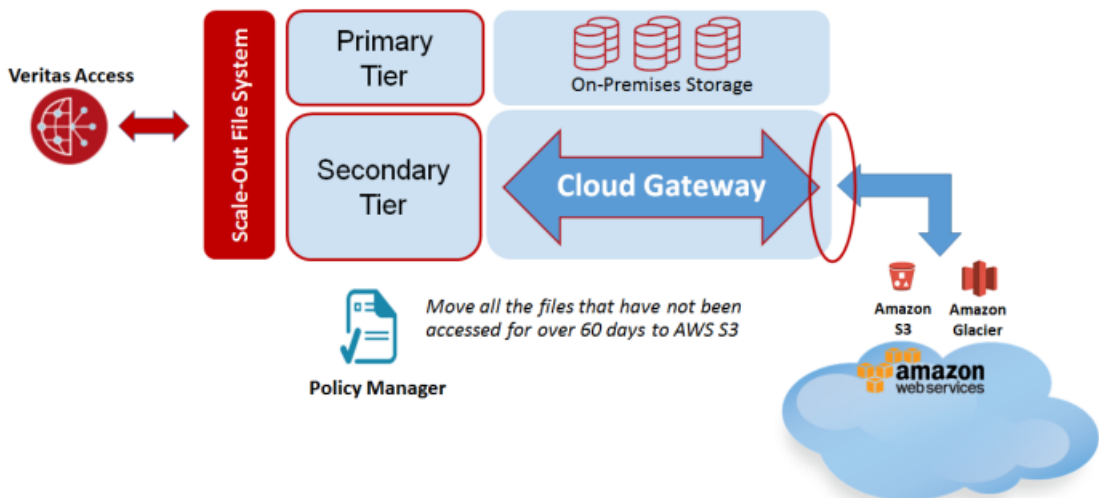 Veritas Access
Scale-Out File System
Primary
Tier
On-Premises Storage
Secondary
Tier
Cloud Gateway
Move all the files that have not been
accessed for over 60 days to AWS S3
Policy Manager
Amazon
S3
Amazon
Glacier
amazon
webservices